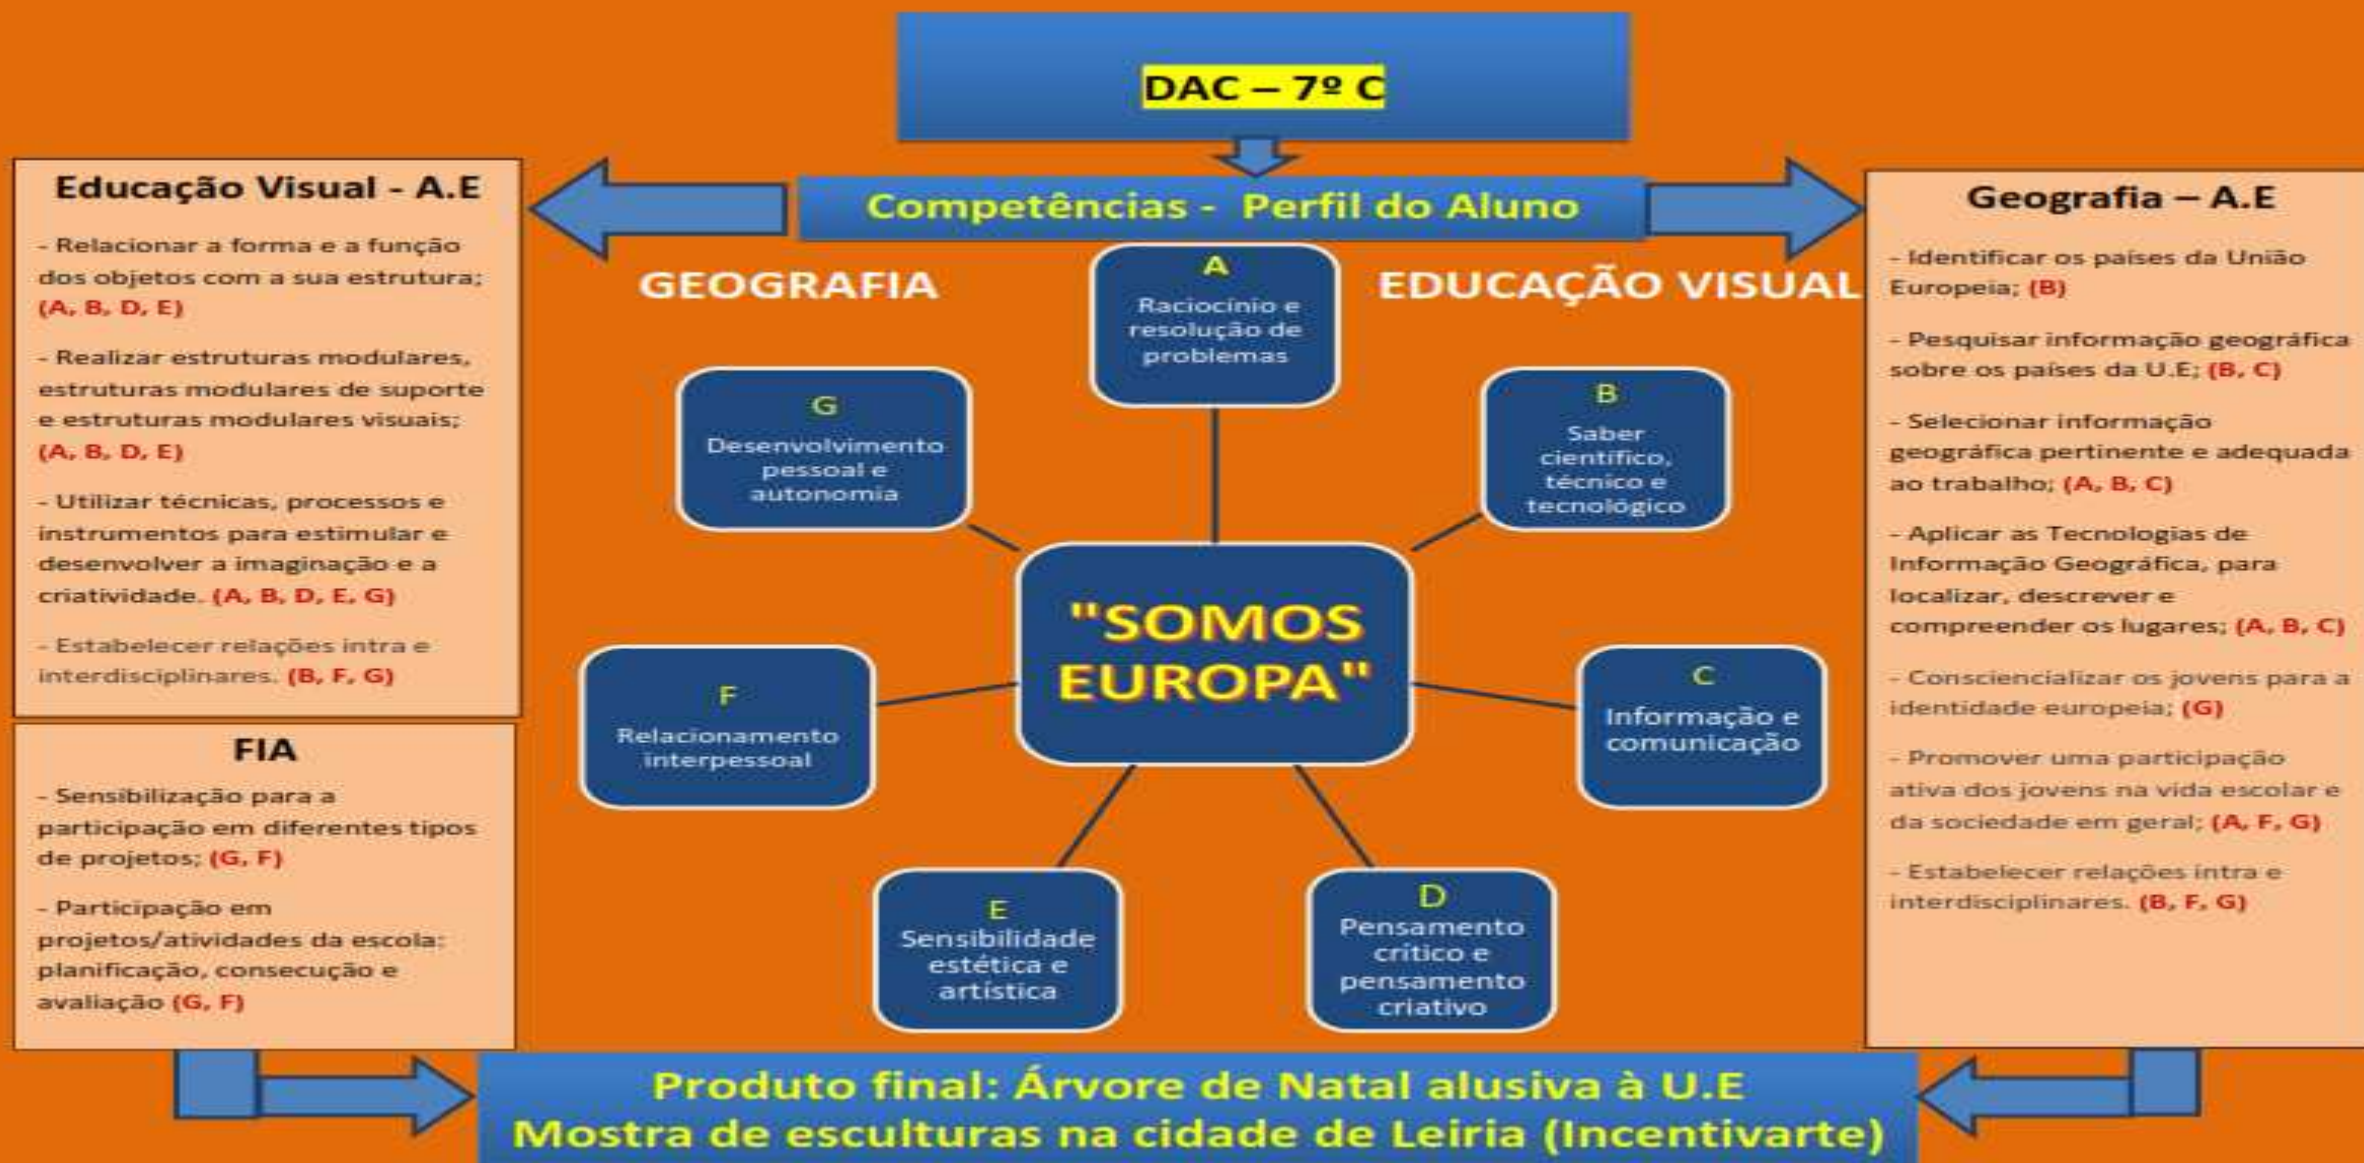 DAC – 7º C
Competências - Perfil do Aluno
Educação Visual - A.E
- Relacionar a forma e a função
dos objetos com a sua estrutura;
(A, B, D, E)
- Realizar estruturas modulares,
estruturas modulares de suporte
e estruturas modulares visuais;
(A, B, D, E)
- Utilizar técnicas, processos e
instrumentos para estimular e
desenvolver a imaginação e a
criatividade. (A, B, D, E, G)
- Estabelecer relações intra e
interdisciplinares. (B, F, G)
FIA
- Sensibilização para a
participação em diferentes tipos
de projetos; (G, F)
- Participação em
projetos/atividades da escola:
planificação, consecução e
avaliação (G, F)
GEOGRAFIA
EDUCAÇÃO VISUAL
A
Raciocínio e
resolução de
problemas
B
Saber
científico,
técnico e
tecnológico
C
Informação e
comunicação
D
Pensamento
crítico e
pensamento
criativo
E
Sensibilidade
estética e
artística
F
Relacionamento
interpessoal
G
Desenvolvimento
pessoal e
autonomia
"SOMOS
EUROPA"
Geografia – A.E
- Identificar os países da União
Europeia; (B)
- Pesquisar informação geográfica
sobre os países da U.E; (B, C)
- Selecionar informação
geográfica pertinente e adequada
ao trabalho; (A, B, C)
- Aplicar as Tecnologias de
Informação Geográfica, para
localizar, descrever e
compreender os lugares; (A, B, C)
- Consciencializar os jovens para a
identidade europeia; (G)
- Promover uma participação
ativa dos jovens na vida escolar e
da sociedade em geral; (A, F, G)
- Estabelecer relações intra e
interdisciplinares. (B, F, G)
Produto final: Árvore de Natal alusiva à U.E
Mostra de esculturas na cidade de Leiria (Incentivarte)